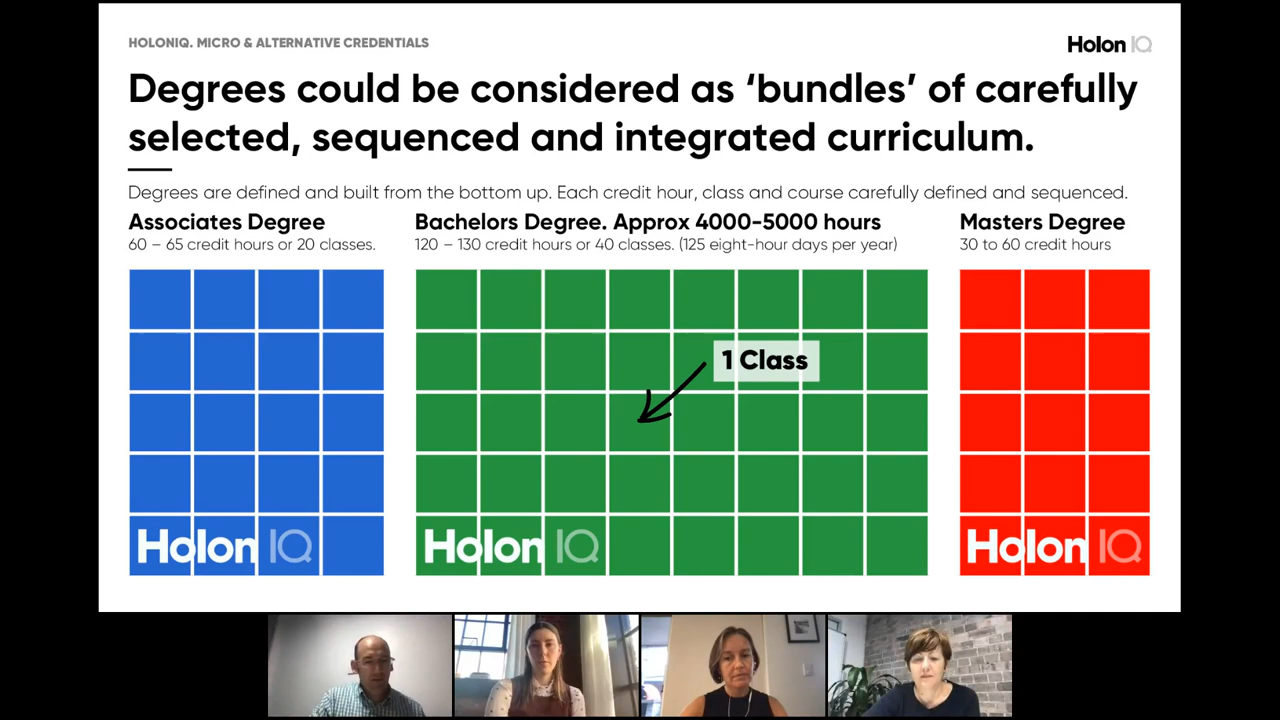 HOLONIQ. MICRO & ALTERNATIVE CREDENTIALS
Holon IQ
Degrees could be considered as ‘bundles’ of carefully
selected, sequenced and integrated curriculum.
Degrees are defined and built from the bottom up. Each credit hour, class and course carefully defined and sequenced.
Associates Degree
60 – 65 credit hours or 20 classes.
Bachelors Degree. Approx 4000-5000 hours
120 – 130 credit hours or 40 classes. (125 eight-hour days per year)
Masters Degree
30 to 60 credit hours
1 Class
Holon IQ
Holon IQ
Holon IQ